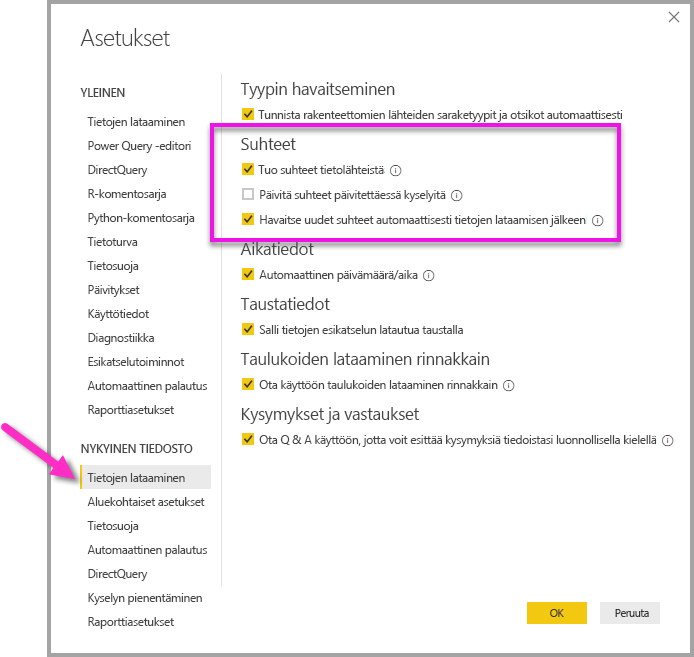 Asetukset
YLEINEN
Tietojen lataaminen
Power Query -editori
DirectQuery
R-komentosarja
Python-komentosarja
Tietoturva
Tietosuoja
Päivitykset
Käyttötiedot
Diagnostiikka
Esikatselutoiminnot
Automaattinen palautus
Raporttiasetukset
NYKYINEN TIEDOSTO
Tietojen lataaminen
Aluekohtaiset asetukset
Tietosuoja
Automaattinen palautus
DirectQuery
Kyselyn pienentäminen
Raporttiasetukset
Tyypin havaitseminen
Tunnista rakenteettomien lähteiden saraketyypit ja otsikot automaattisesti
Suhteet
Tuo suhteet tietolähteistä
Päivitä suhteet päivitettäessä kyselyitä
Havaitse uudet suhteet automaattisesti tietojen lataamisen jälkeen
Aikatiedot
Automaattinen päivämäärä/aika
Taustatiedot
Salli tietojen esikatselun latautua taustalla
Taulukoiden lataaminen rinnakkain
Ota käyttöön taulukoiden lataaminen rinnakkain
Kysymykset ja vastaukset
Ota Q & A käyttöön, jotta voit esittää kysymyksiä tiedoistasi luonnollisella kielellä
OK
Peruuta